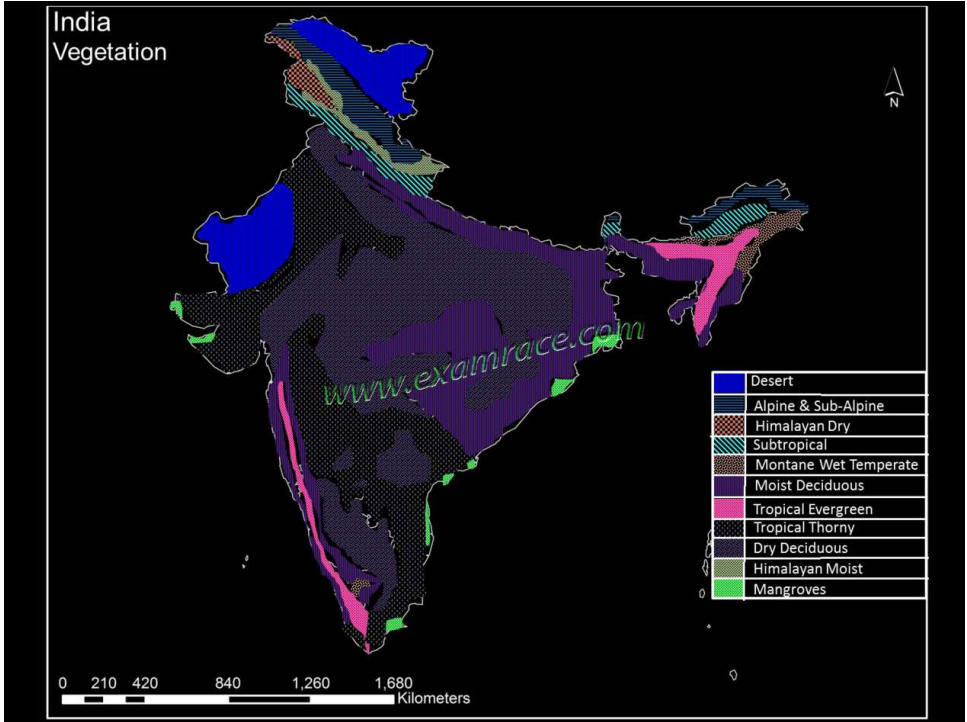 India
Vegetation
N
www.examrace.com
Desert
Alpine & Sub-Alpine
Himalayan Dry
Subtropical
Montane Wet Temperate
Moist Deciduous
Tropical Evergreen
Tropical Thorny
Dry Deciduous
Himalayan Moist
Mangroves
0 210 420 840 1,260 1,680
Kilometers